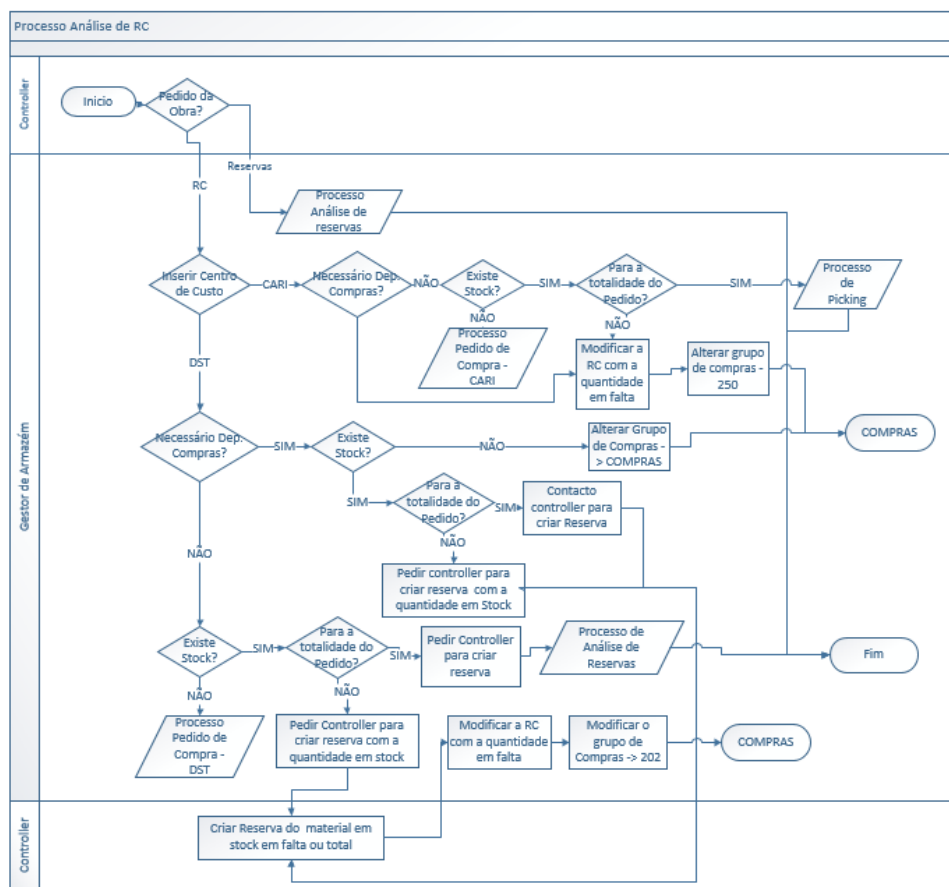 Processo Análise de RC
Controller
Inicio
Pedido da
Obra?
Reservas
RC
Gestor de Armazém
Processo
Análise de
reservas
Inserir Centro
de Custo
CARI
Necessário Dep.
Compras?
NÃO
Existe
Stock?
SIM
Para a
totalidade do
Pedido?
SIM
Processo
de
Picking
NÃO
NÃO
Processo
Pedido de
Compra -
CARI
Modificar a
RC com a
quantidade
em falta
Alterar grupo
de compras -
250
DST
Necessário Dep.
Compras?
SIM
Existe
Stock?
NÃO
Alterar Grupo
de Compras -
> COMPRAS
COMPRAS
SIM
Para a
totalidade do
Pedido?
SIM
Contacto
controller para
criar Reserva
NÃO
NÃO
Pedir controller para
criar reserva com a
quantidade em Stock
Existe
Stock?
SIM
Para a
totalidade do
Pedido?
SIM
Pedir Controller
para criar
reserva
Processo de
Análise de
Reservas
Fim
NÃO
NÃO
Processo
Pedido de
Compra -
DST
Pedir Controller para
criar reserva com a
quantidade em stock
Modificar a RC
com a quantidade
em falta
Modificar o
grupo de
Compras -> 202
COMPRAS
Controller
Criar Reserva do material em
stock em falta ou total